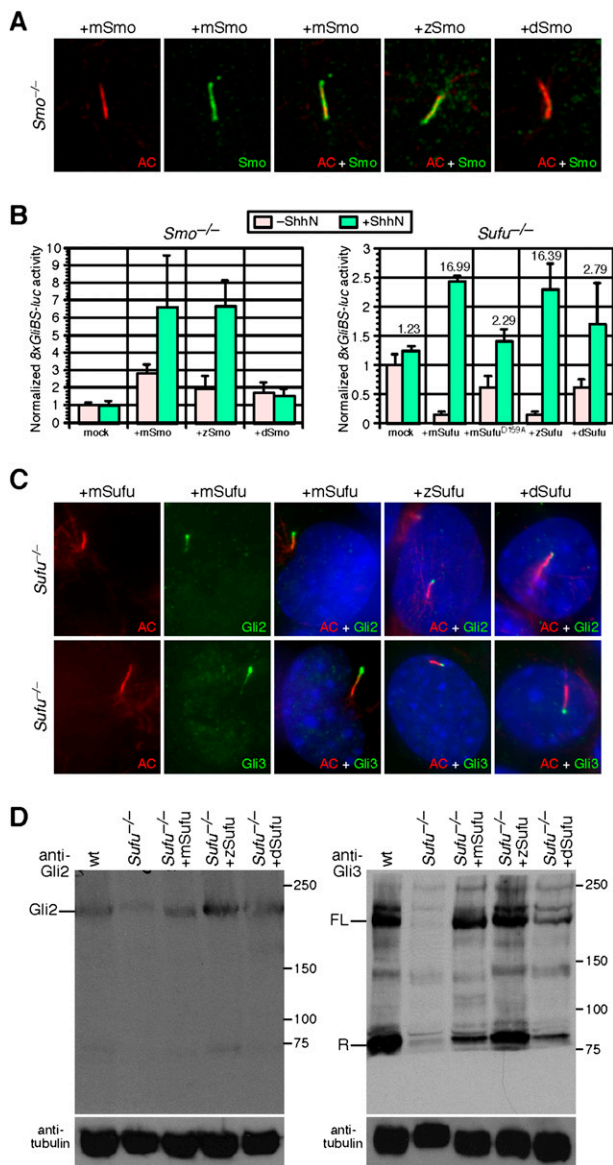 A
+mSmo +mSmo +mSmo +zSmo +dSmo
Smo−/−
AC Smo AC + Smo AC + Smo AC + Smo
B
−ShhN +ShhN
Smo−/− Sufu−/−
Normalized 8xGliBS-luc activity
10
9
8
7
6
5
4
3
2
1
0
mock +mSmo +zSmo +dSmo
Normalized 8xGliBS-luc activity
3
2.5
2
1.5
1
0.5
0
1.23 16.99 2.29 16.39 2.79
mock +mSufu +mSufuD159A +zSufu +dSufu
C
+mSufu +mSufu +mSufu +zSufu +dSufu
Sufu−/−
AC Gli2 AC + Gli2 AC + Gli2 AC + Gli2
Sufu−/−
AC Gli3 AC + Gli3 AC + Gli3 AC + Gli3
D
anti-Gli2
wt
Sufu−/−
Sufu−/− +mSufu
Sufu−/− +zSufu
Sufu−/− +dSufu
Gli2
250
150
100
75
anti-tubulin
anti-Gli3
wt
Sufu−/−
Sufu−/− +mSufu
Sufu−/− +zSufu
Sufu−/− +dSufu
FL
R
250
150
100
75
anti-tubulin